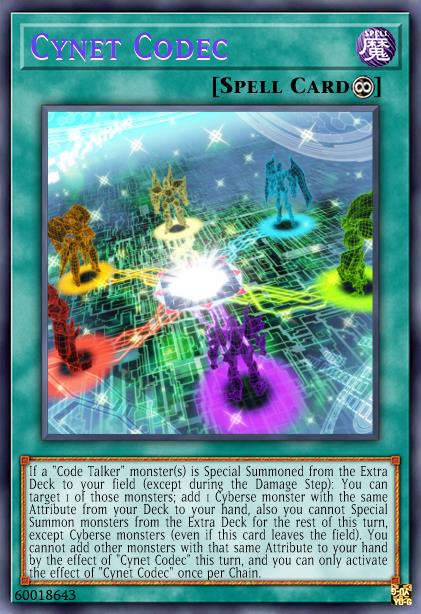 Cynet Codec
SPELL
魔
[Spell Card∞]
If a "Code Talker" monster(s) is Special Summoned from the Extra
Deck to your field (except during the Damage Step): You can
target 1 of those monsters; add 1 Cyberse monster with the same
Attribute from your Deck to your hand, also you cannot Special
Summon monsters from the Extra Deck for the rest of this turn,
except Cyberse monsters (even if this card leaves the field). You
cannot add other monsters with that same Attribute to your hand
by the effect of "Cynet Codec" this turn, and you can only activate
the effect of "Cynet Codec" once per Chain.
60018643